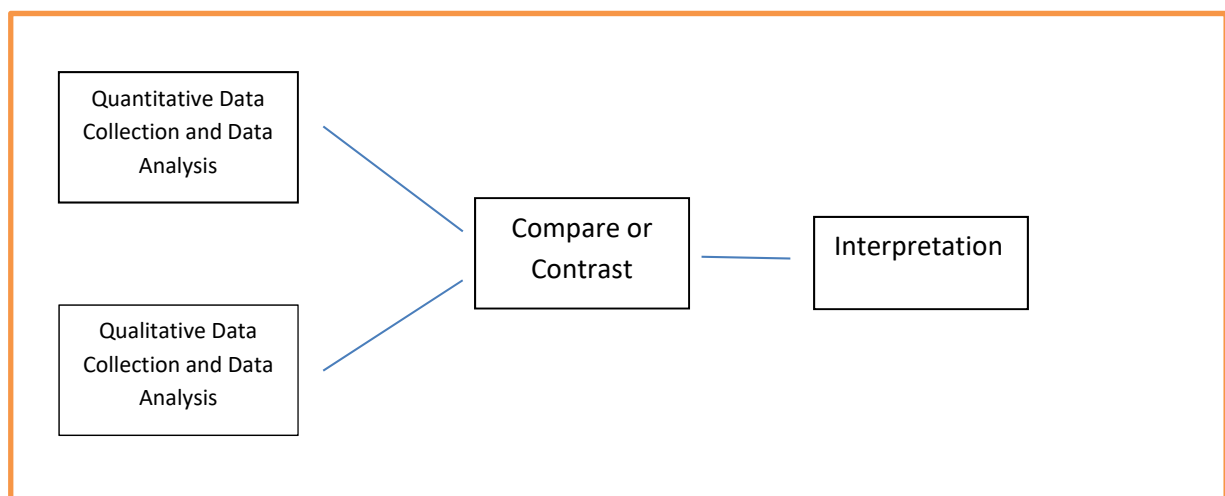 Quantitative Data
Collection and Data
Analysis
Qualitative Data
Collection and Data
Analysis
Compare or
Contrast
Interpretation